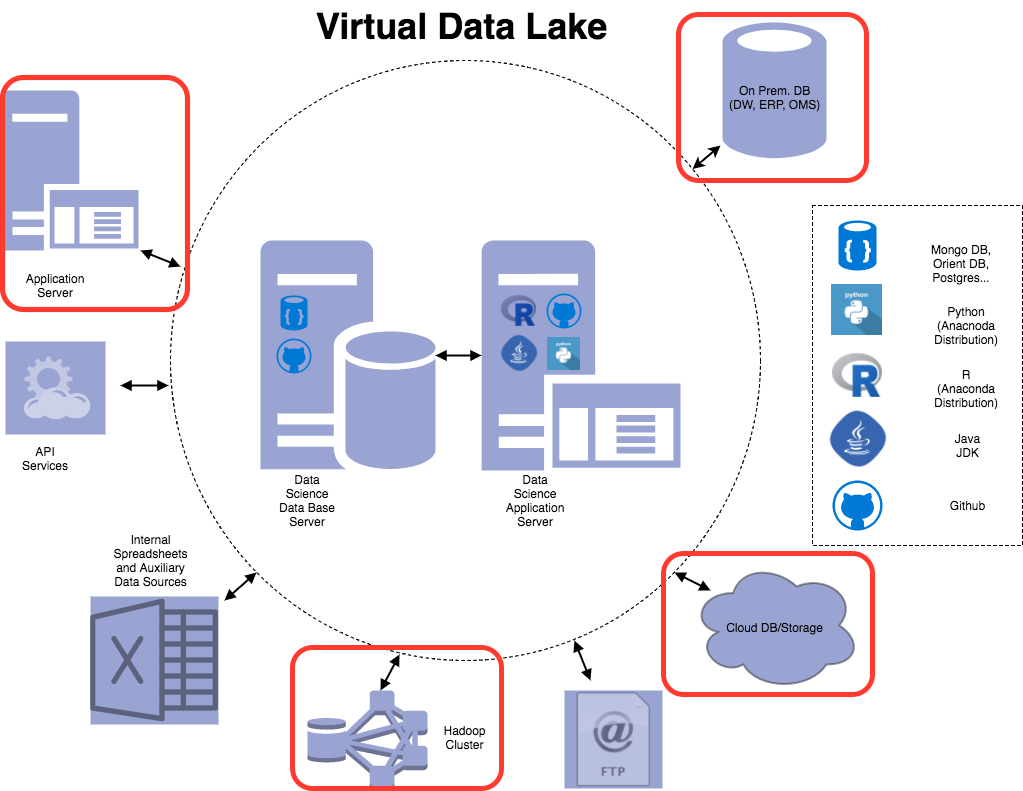 Virtual Data Lake
On Prem. DB
(DW, ERP, OMS)
Application
Server
API
Services
Internal
Spreadsheets
and Auxiliary
Data Sources
X
Data
Science
Data Base
Server
{ }
R
python
Data
Science
Application
Server
Hadoop
Cluster
@
FTP
Cloud DB/Storage
{ }
Mongo DB,
Orient DB,
Postgres...
python
Python
(Anacnoda
Distribution)
R
R
(Anaconda
Distribution)
Java
JDK
Github